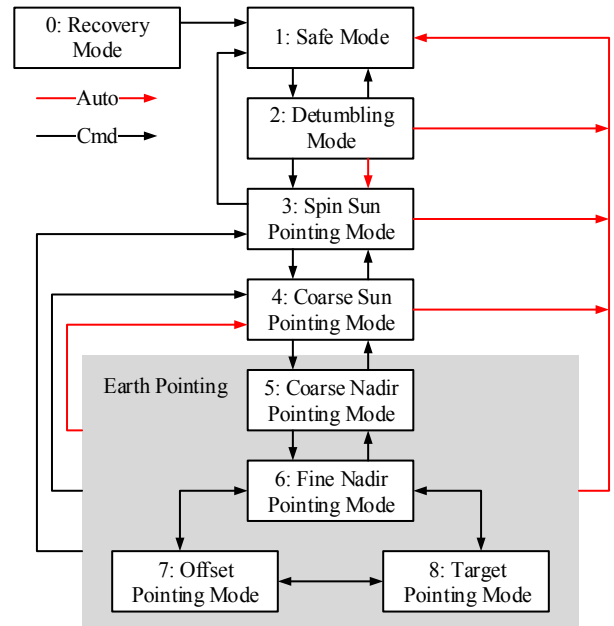 0: Recovery
Mode
1: Safe Mode
Auto
Cmd
2: Detumbling
Mode
3: Spin Sun
Pointing Mode
4: Coarse Sun
Pointing Mode
Earth Pointing
5: Coarse Nadir
Pointing Mode
6: Fine Nadir
Pointing Mode
7: Offset
Pointing Mode
8: Target
Pointing Mode